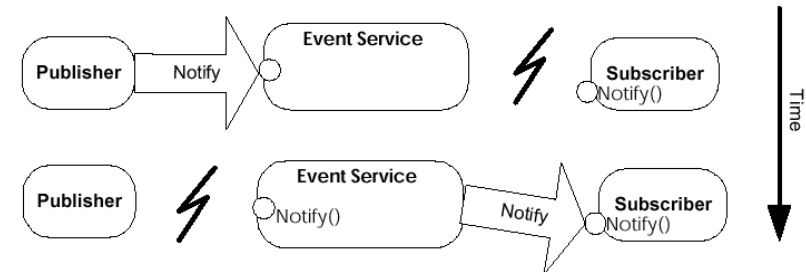 Event Service
Publisher
Notify
Subscriber
Notify()
Time
Event Service
Publisher
Notify()
Notify
Subscriber
Notify()